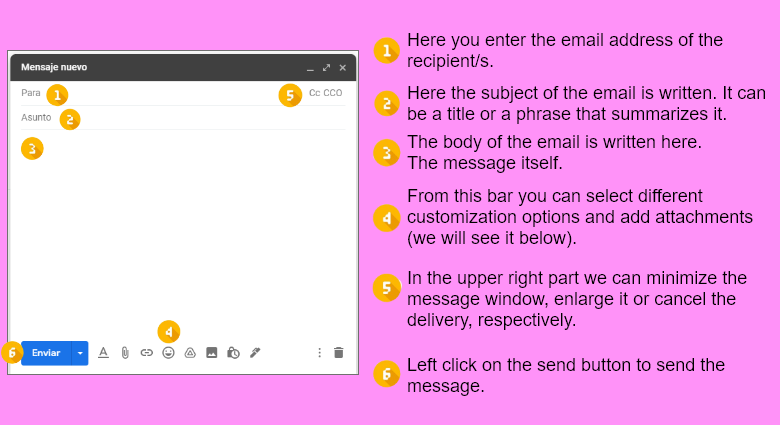 Mensaje nuevo
Para 1
5 Cc CCO
Asunto 2
3
4
6 Enviar
1 Here you enter the email address of the
recipient/s.
2 Here the subject of the email is written. It can
be a title or a phrase that summarizes it.
3 The body of the email is written here.
The message itself.
4 From this bar you can select different
customization options and add attachments
(we will see it below).
5 In the upper right part we can minimize the
message window, enlarge it or cancel the
delivery, respectively.
6 Left click on the send button to send the
message.